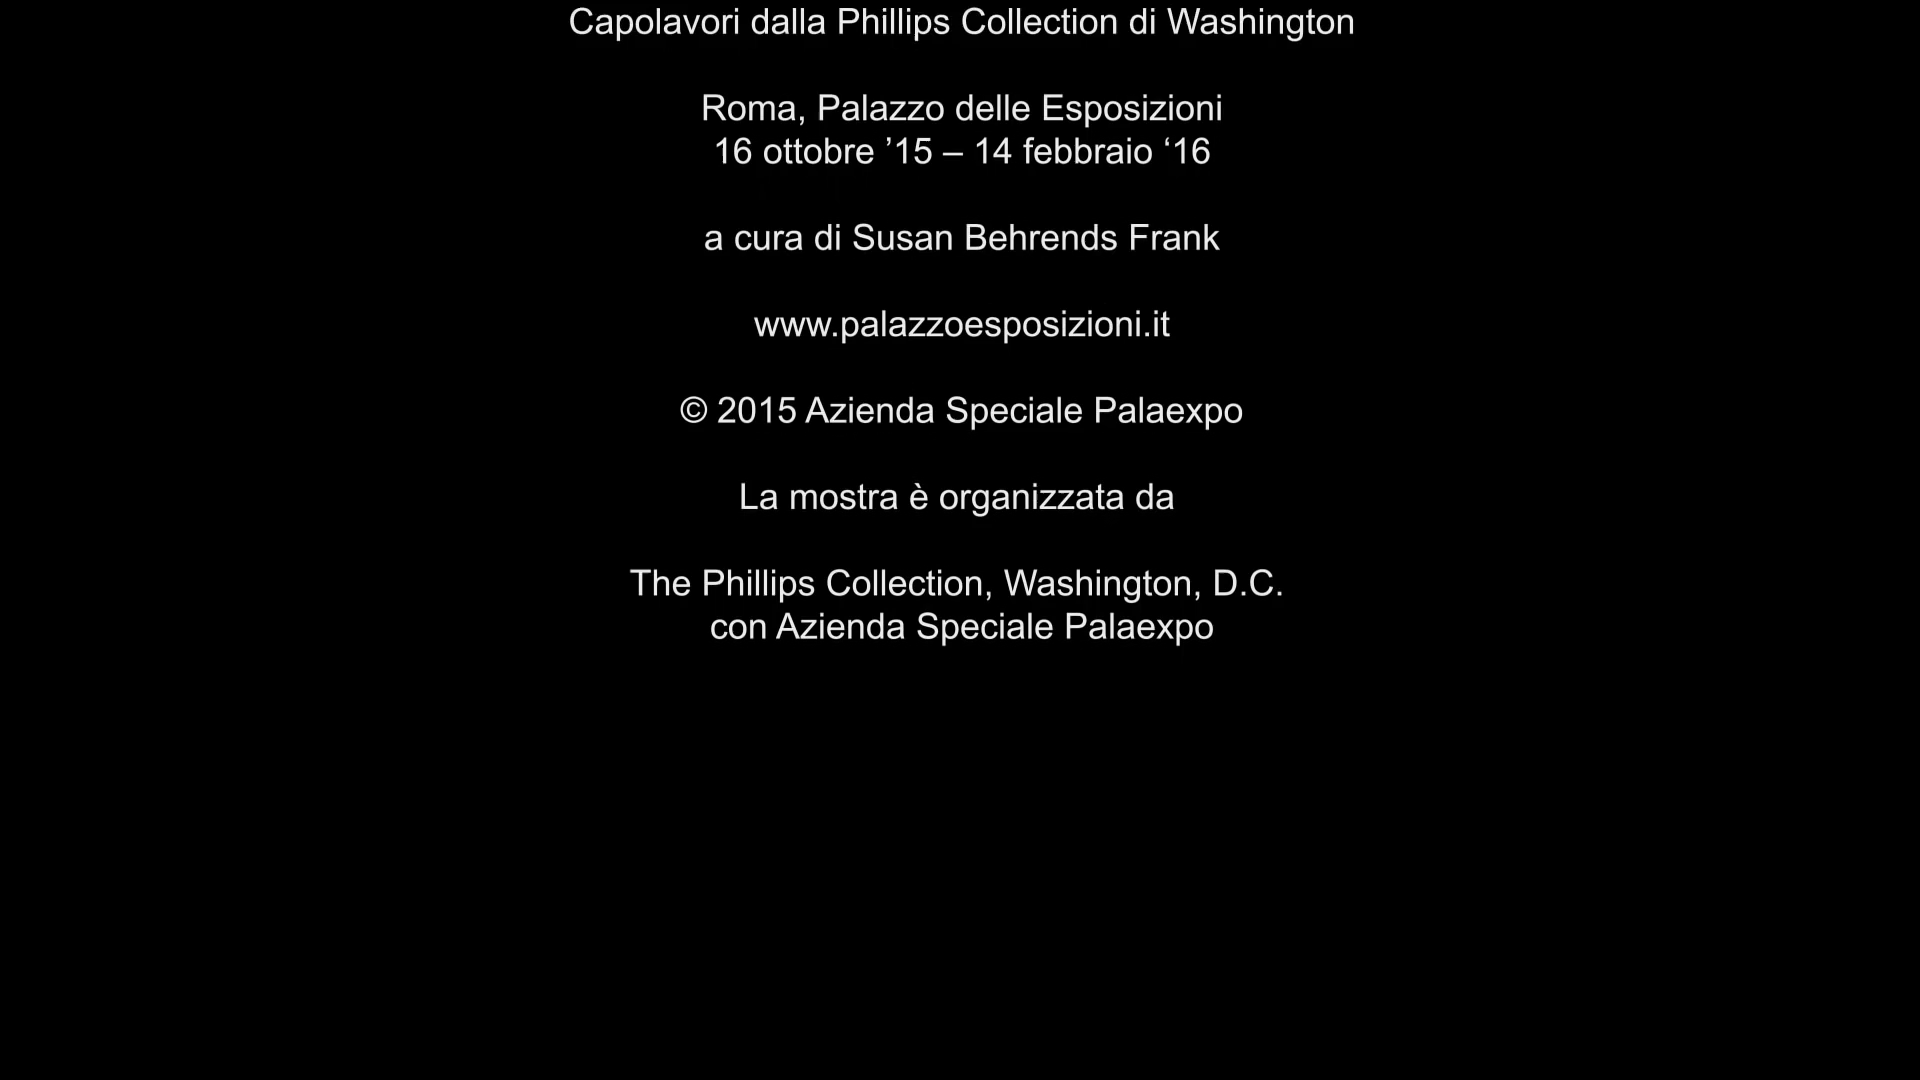 Capolavori dalla Phillips Collection di Washington
Roma, Palazzo delle Esposizioni
16 ottobre ’15 – 14 febbraio ‘16
a cura di Susan Behrends Frank
www.palazzoesposizioni.it
© 2015 Azienda Speciale Palaexpo
La mostra è organizzata da
The Phillips Collection, Washington, D.C.
con Azienda Speciale Palaexpo